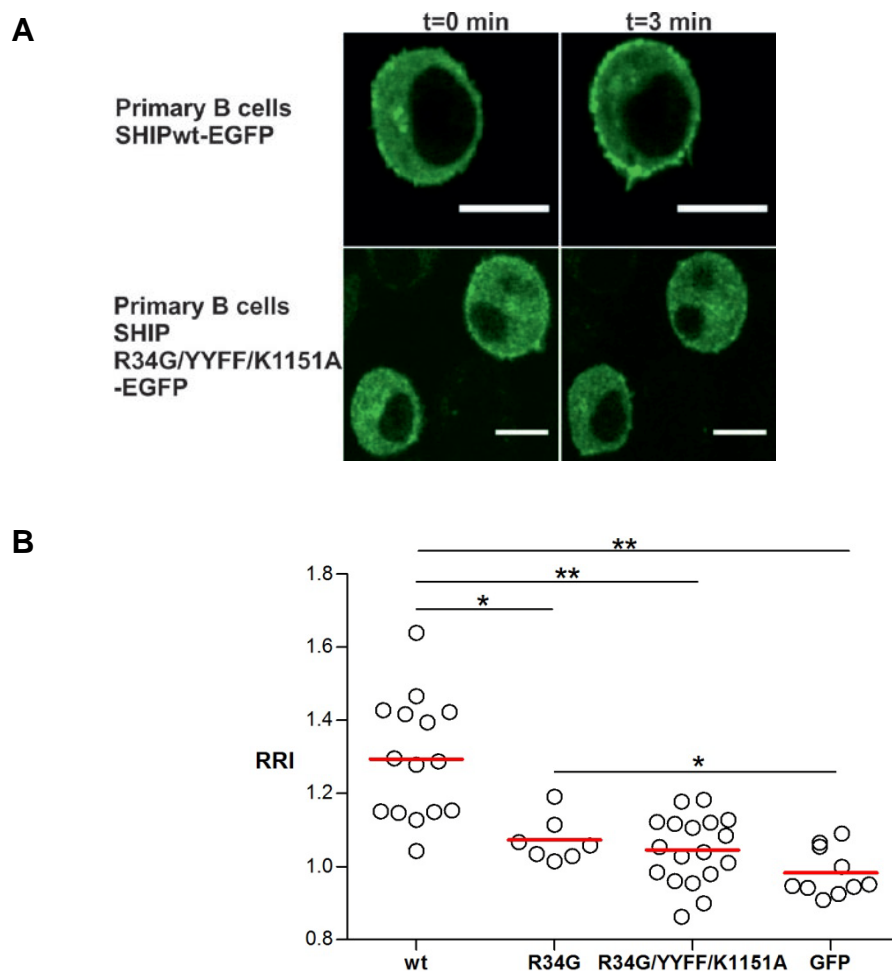 A
t=0 min t=3 min
Primary B cells
SHIPwt-EGFP
Primary B cells
SHIP
R34G/YYFF/K1151A
-EGFP
B
**
**
*
*
1.8
1.6
1.4
1.2
1.0
0.8
RRI
wt R34G R34G/YYFF/K1151A GFP